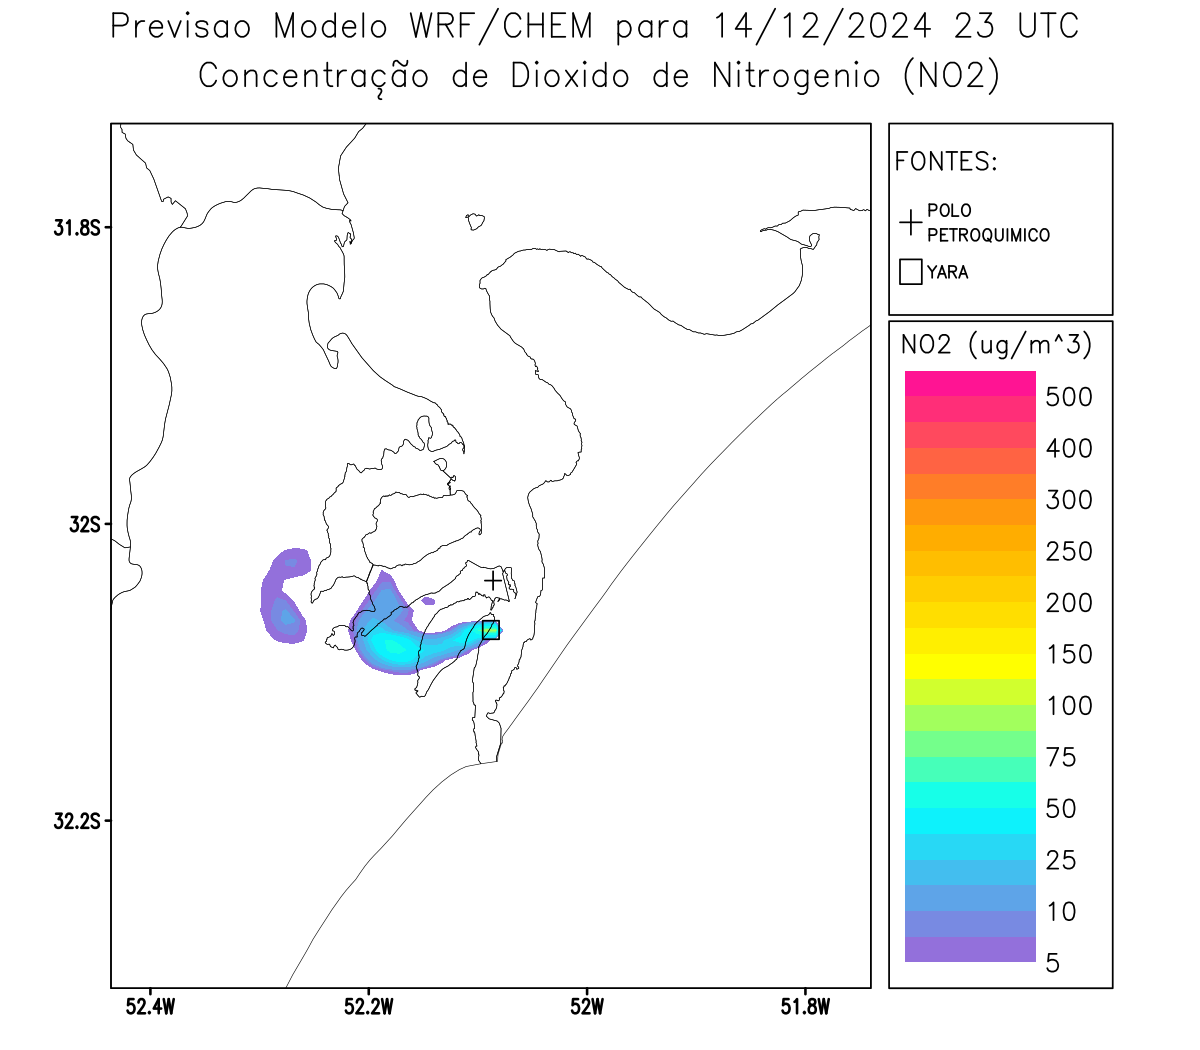 Previsao Modelo WRF/CHEM para 14/12/2024 23 UTC
Concentração de Dioxido de Nitrogenio (NO2)
FONTES:
POLO
PETROQUIMICO
YARA
NO2 (ug/m^3)
500
400
300
250
200
150
100
75
50
25
10
5
31.8S
32S
32.2S
52.4W
52.2W
52W
51.8W